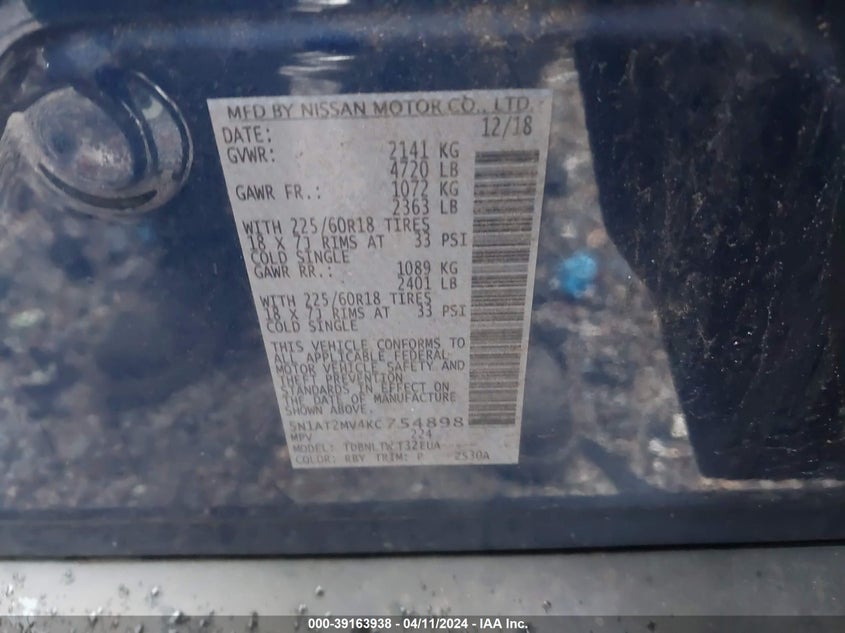 MFD BY NISSAN MOTOR CO., LTD.
DATE: 12/18
GVWR: 2141 KG
4720 LB
GAWR FR.: 1072 KG
2363 LB
WITH 225/60R18 TIRES
18 X 7J RIMS AT 33 PSI
COLD SINGLE
GAWR RR.: 1089 KG
2401 LB
WITH 225/60R18 TIRES
18 X 7J RIMS AT 33 PSI
COLD SINGLE
THIS VEHICLE CONFORMS TO
ALL APPLICABLE FEDERAL
MOTOR VEHICLE SAFETY AND
THEFT PREVENTION
STANDARDS IN EFFECT ON
THE DATE OF MANUFACTURE
SHOWN ABOVE.
5N1AT2MV4KC754898
MPV 224
MODEL:
COLOR: RBY TRIM: P 2530A
000-39163938 - 04/11/2024 - IAA Inc.